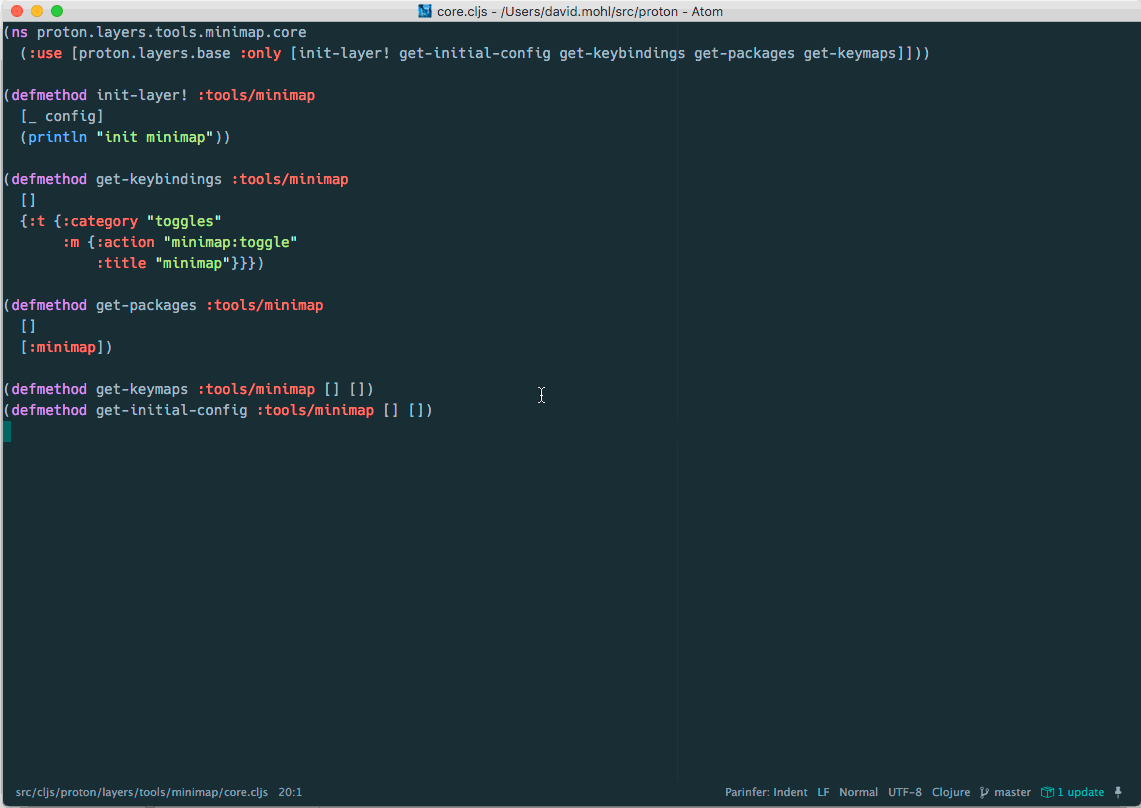 core.cljs - /Users/david.mohl/src/proton - Atom
(ns proton.layers.tools.minimap.core
  (:use [proton.layers.base :only [init-layer! get-initial-config get-keybindings get-packages get-keymaps]]))
(defmethod init-layer! :tools/minimap
  [_ config]
  (println "init minimap"))
(defmethod get-keybindings :tools/minimap
  []
  {:t {:category "toggles"
       :m {:action "minimap:toggle"
           :title "minimap"}}})
(defmethod get-packages :tools/minimap
  []
  [:minimap])
(defmethod get-keymaps :tools/minimap [] [])
(defmethod get-initial-config :tools/minimap [] [])
src/cljs/proton/layers/tools/minimap/core.cljs 20:1 Parinfer: Indent LF Normal UTF-8 Clojure master 1 update